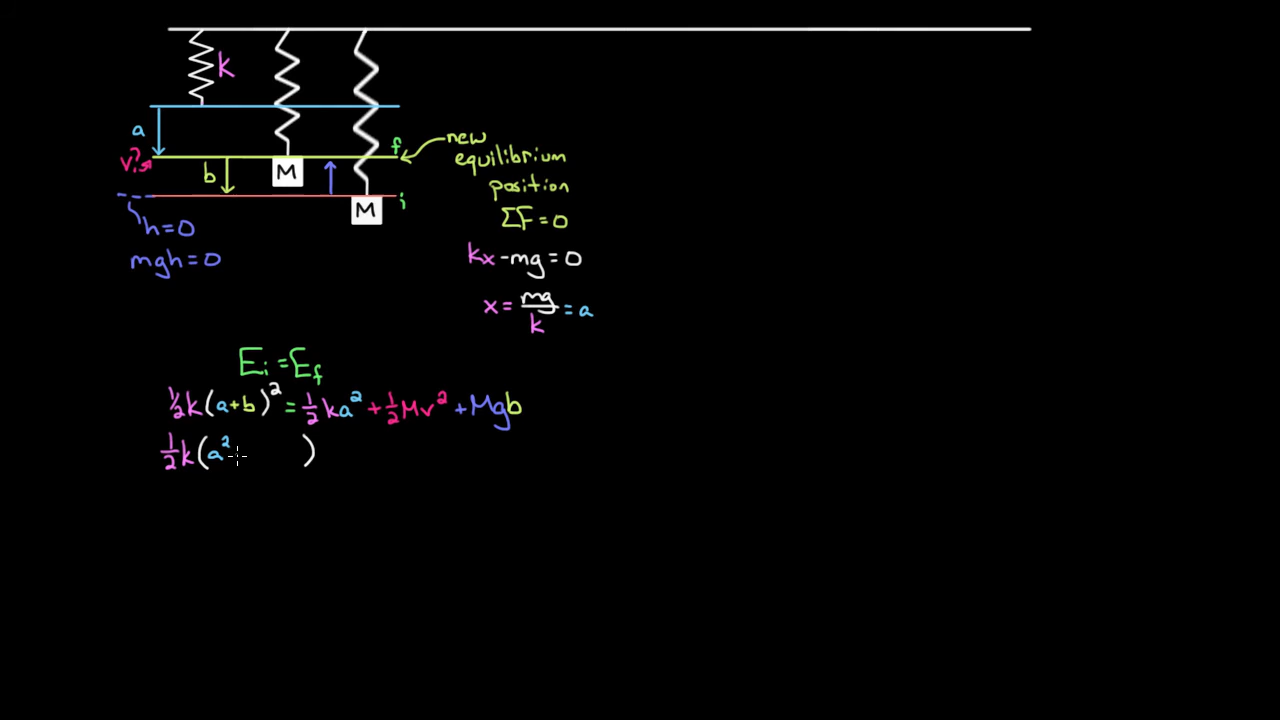 k
a
f
new
equilibrium
position
v?
b
M
M
i
ΣF = 0
h = 0
mgh = 0
kx - mg = 0
x = mg/k = a
Ei = Ef
½k(a+b)² = ½ka² + ½Mv² + Mgb
½k(a² )